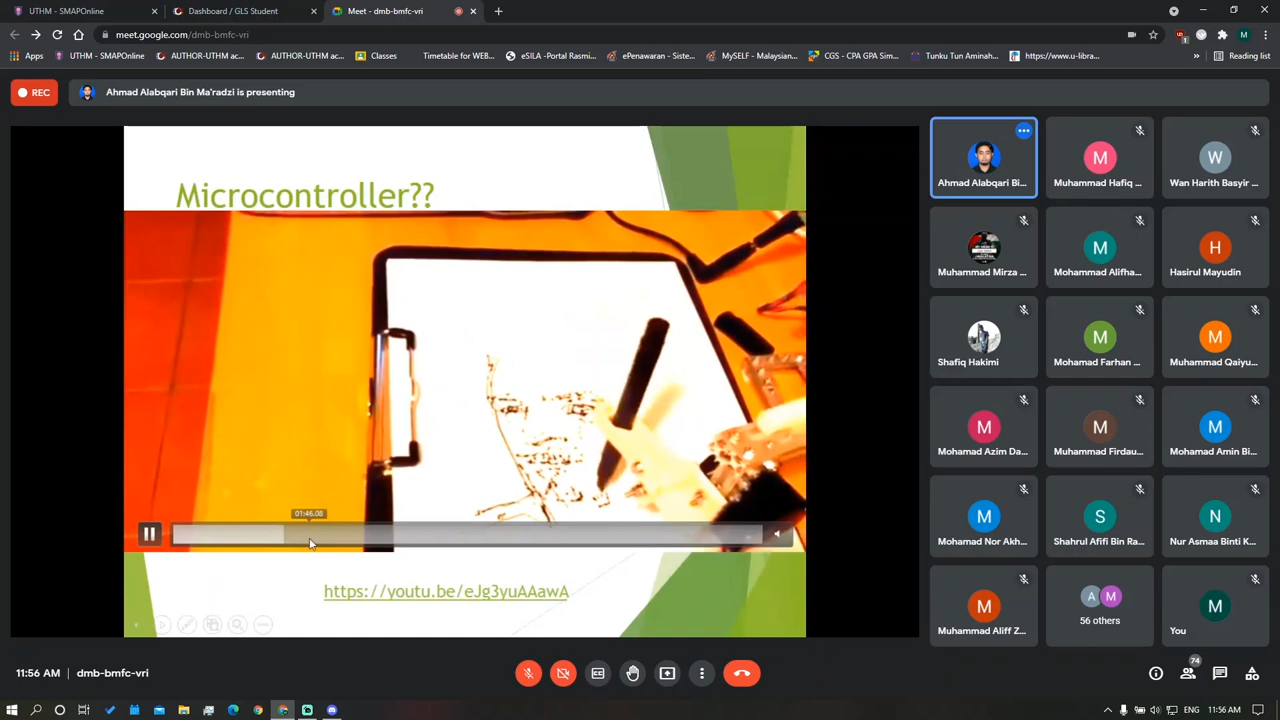 UTHM - SMAPOnline
Dashboard / GLS Student
Meet - dmb-bmfc-vri
meet.google.com/dmb-bmfc-vri
Apps
UTHM - SMAPOnline
AUTHOR-UTHM ac...
AUTHOR-UTHM ac...
Classes
Timetable for WEB...
eSILA -Portal Rasmi...
ePenawaran - Siste...
MySELF - Malaysian...
CGS - CPA GPA Sim...
Tunku Tun Aminah...
https://www.u-libra...
Reading list
REC
Ahmad Alabqari Bin Ma'radzi is presenting
Microcontroller??
01:46.08
https://youtu.be/eJg3yuAAawA
Ahmad Alabqari Bi...
M
Muhammad Hafiq ...
W
Wan Harith Basyir ...
Muhammad Mirza ...
M
Mohammad Alifha...
H
Hasirul Mayudin
Shafiq Hakimi
M
Mohamad Farhan ...
M
Muhammad Qaiyu...
M
Mohamad Azim Da...
M
Muhammad Firdau...
M
Mohamad Amin Bi...
M
Mohamad Nor Akh...
S
Shahrul Afifi Bin Ra...
N
Nur Asmaa Binti K...
M
Muhammad Aliff Z...
A M
56 others
M
You
11:56 AM | dmb-bmfc-vri
74
ENG 11:56 AM